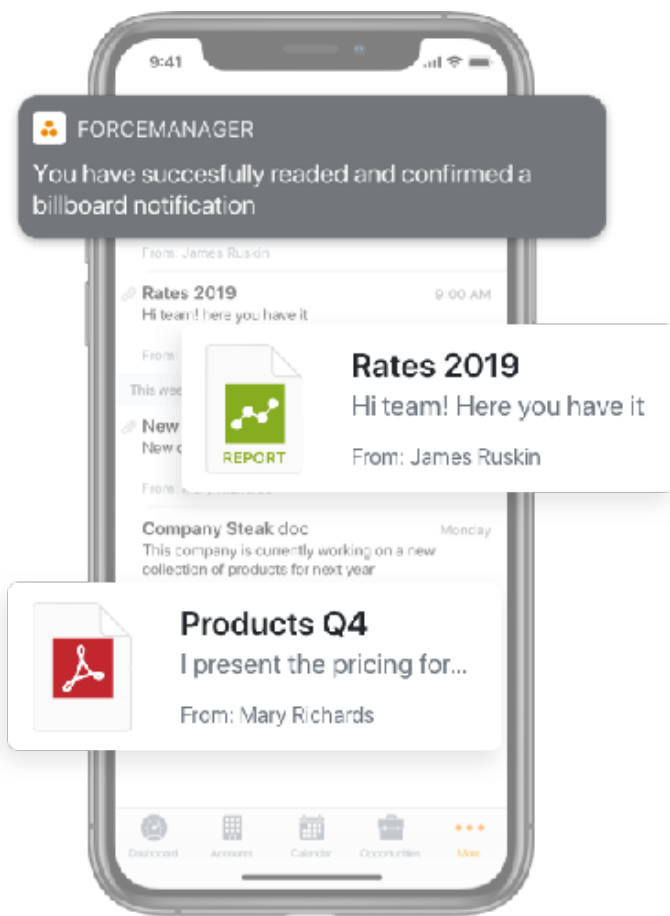 9:41
FORCEMANAGER
You have succesfully readed and confirmed a
billboard notification
From: James Ruskin
Rates 2019
9:00 AM
Hi team! here you have it
From:
Rates 2019
Hi team! Here you have it
From: James Ruskin
REPORT
This wee
New
New c
From:
Company Steak doc
Monday
This company is currently working on a new
collection of products for next year
Products Q4
I present the pricing for...
From: Mary Richards
Dashboard Accounts Calendar Opportunities More